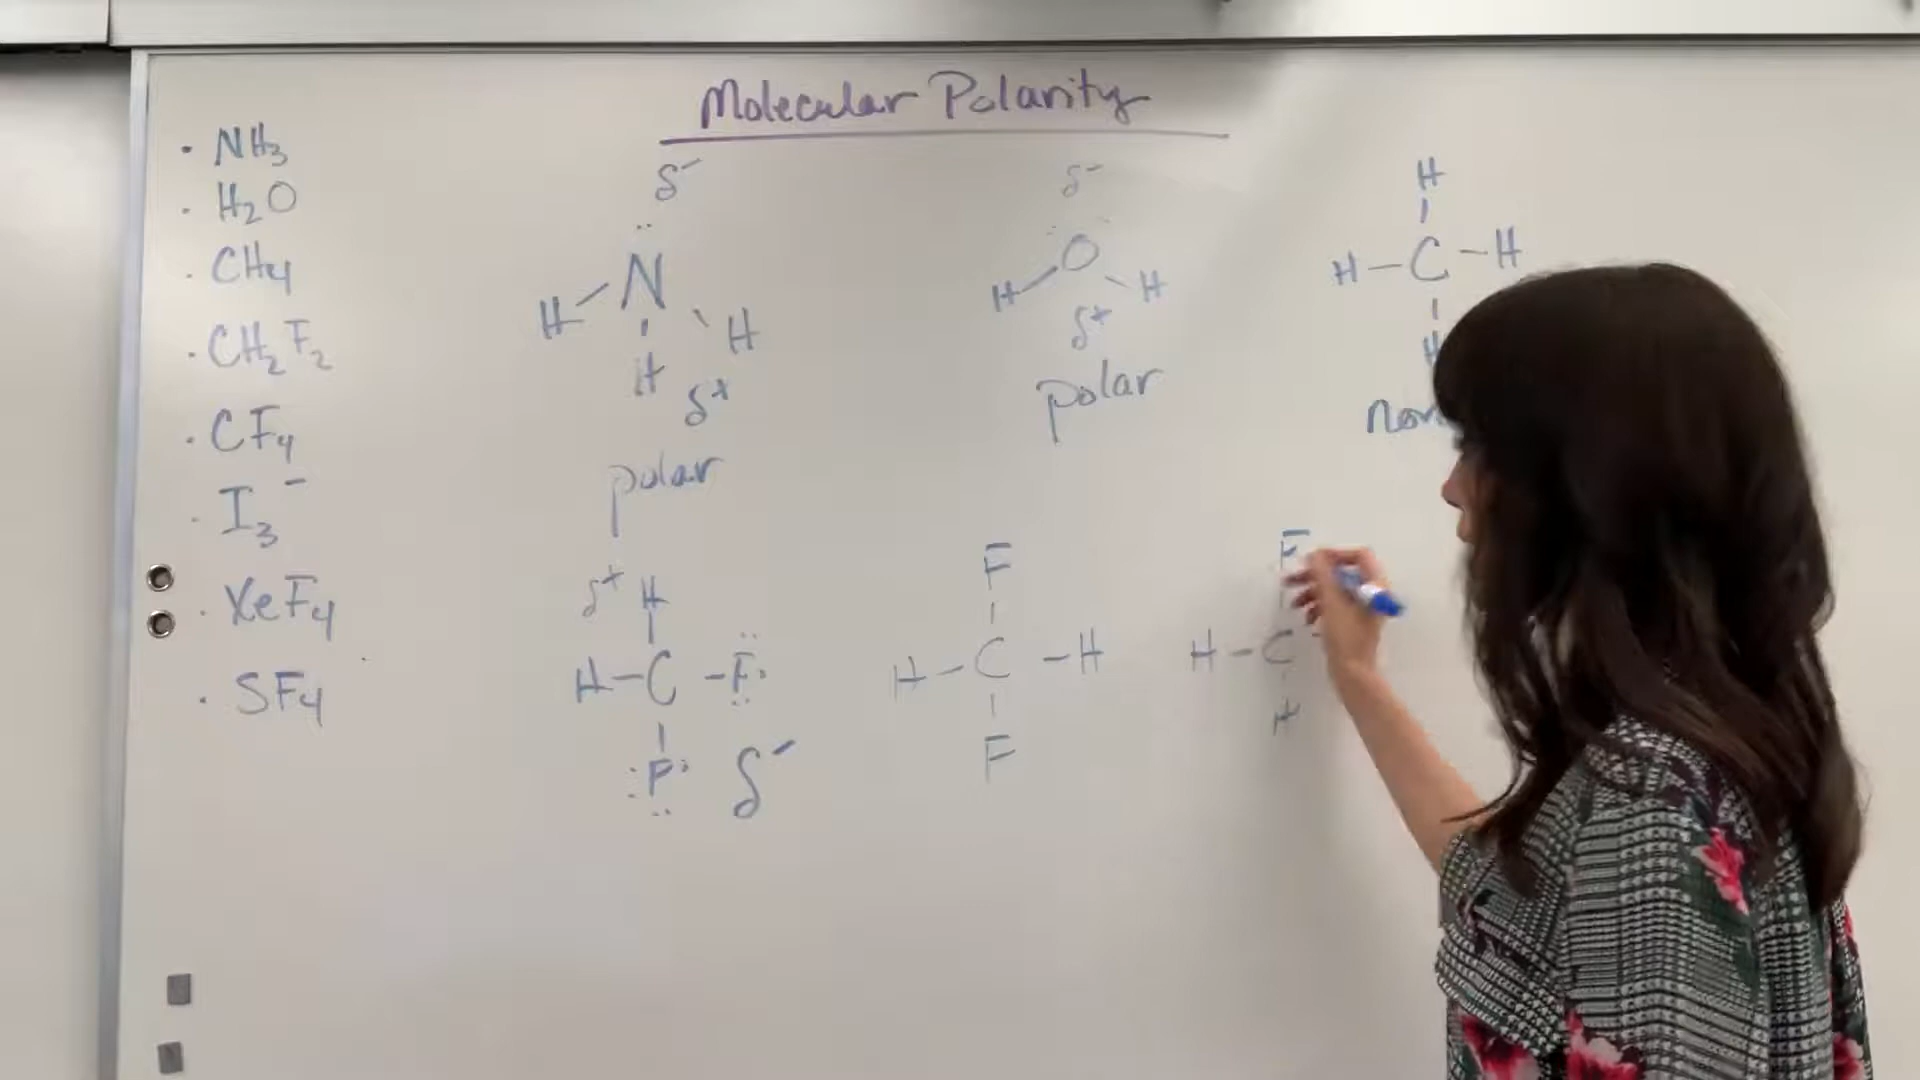 Molecular Polarity
· NH3
· H2O
· CH4
· CH2F2
· CF4
· I3-
· XeF4
· SF4
δ-
N
H H
H
δ+
polar
δ-
O
H H
δ+
polar
H
H-C-H
H
δ+ H
H-C-F
F δ-
F
H-C-H
F
F
H-C
H